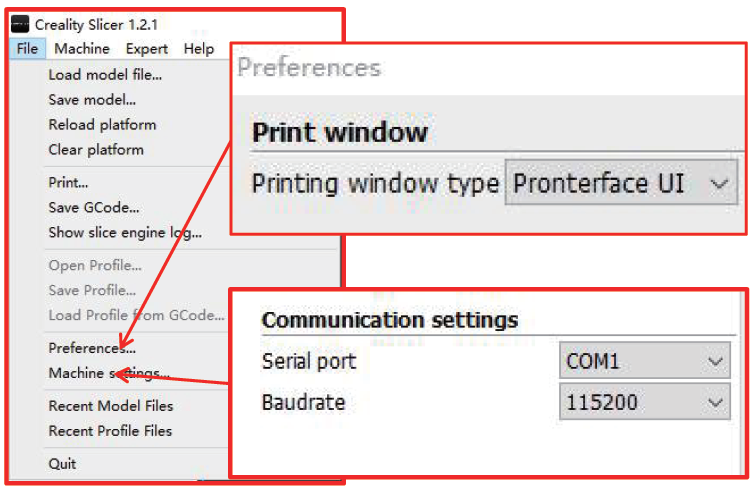 Creality Slicer 1.2.1
File Machine Expert Help
Load model file...
Save model...
Reload platform
Clear platform
Print...
Save GCode...
Show slice engine log...
Open Profile...
Save Profile...
Load Profile from GCode...
Preferences...
Machine settings...
Recent Model Files
Recent Profile Files
Quit
Preferences
Print window
Printing window type Pronterface UI
Communication settings
Serial port COM1
Baudrate 115200